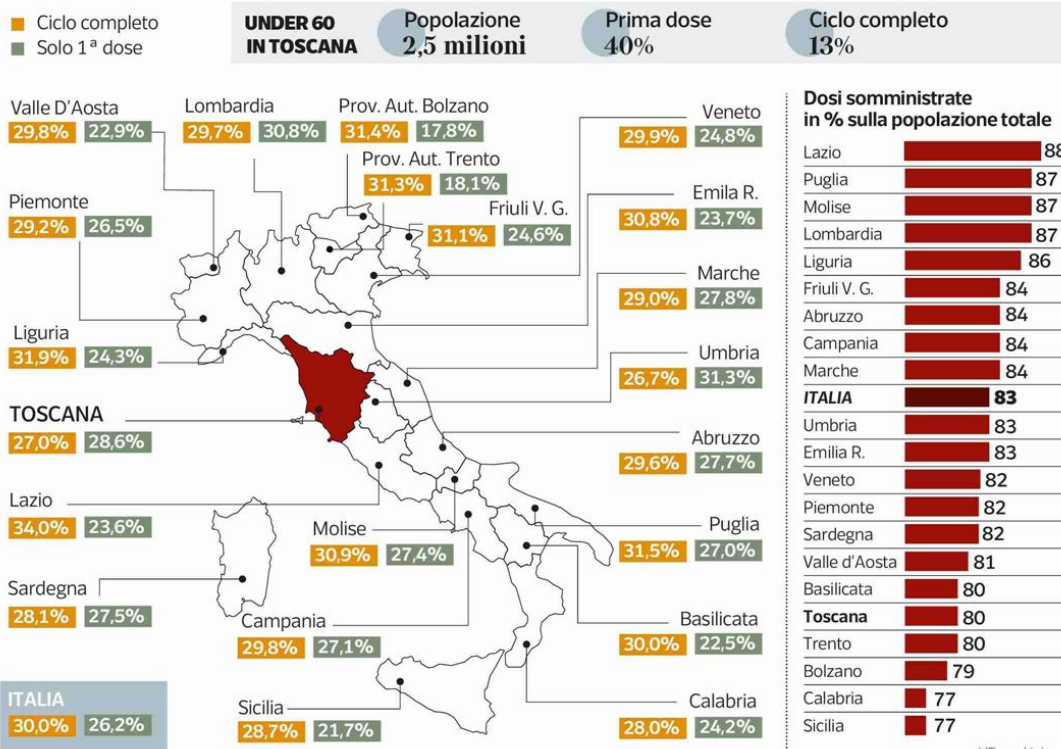 Ciclo completo
Solo 1ª dose
UNDER 60
IN TOSCANA
Popolazione
2,5 milioni
Prima dose
40%
Ciclo completo
13%
Valle D'Aosta
29,8% 22,9%
Lombardia
29,7% 30,8%
Prov. Aut. Bolzano
31,4% 17,8%
Prov. Aut. Trento
31,3% 18,1%
Friuli V. G.
31,1% 24,6%
Piemonte
29,2% 26,5%
Liguria
31,9% 24,3%
TOSCANA
27,0% 28,6%
Lazio
34,0% 23,6%
Sardegna
28,1% 27,5%
ITALIA
30,0% 26,2%
Molise
30,9% 27,4%
Campania
29,8% 27,1%
Sicilia
28,7% 21,7%
Veneto
29,9% 24,8%
Emila R.
30,8% 23,7%
Marche
29,0% 27,8%
Umbria
26,7% 31,3%
Abruzzo
29,6% 27,7%
Puglia
31,5% 27,0%
Basilicata
30,0% 22,5%
Calabria
28,0% 24,2%
Dosi somministrate
in % sulla popolazione totale
Lazio 88
Puglia 87
Molise 87
Lombardia 87
Liguria 86
Friuli V. G. 84
Abruzzo 84
Campania 84
Marche 84
ITALIA 83
Umbria 83
Emilia R. 83
Veneto 82
Piemonte 82
Sardegna 82
Valle d'Aosta 81
Basilicata 80
Toscana 80
Trento 80
Bolzano 79
Calabria 77
Sicilia 77